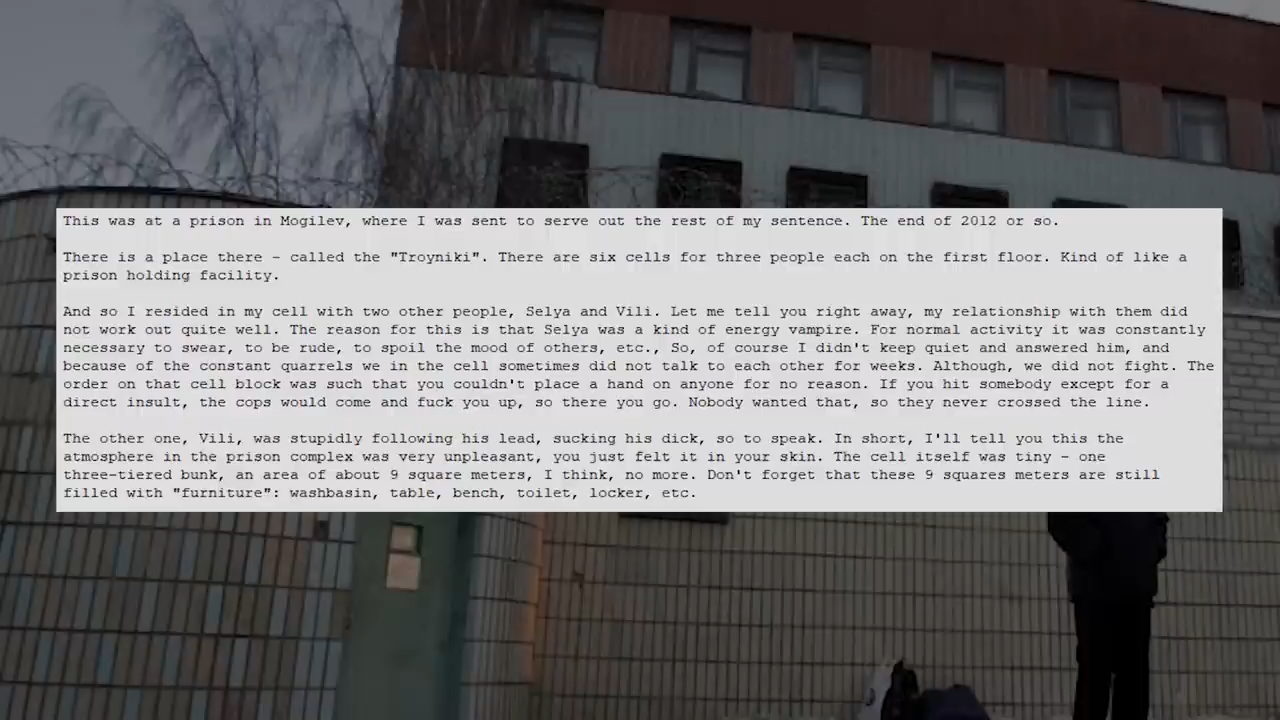 This was at a prison in Mogilev, where I was sent to serve out the rest of my sentence. The end of 2012 or so.
There is a place there - called the "Troyniki". There are six cells for three people each on the first floor. Kind of like a
prison holding facility.
And so I resided in my cell with two other people, Selya and Vili. Let me tell you right away, my relationship with them did
not work out quite well. The reason for this is that Selya was a kind of energy vampire. For normal activity it was constantly
necessary to swear, to be rude, to spoil the mood of others, etc., So, of course I didn't keep quiet and answered him, and
because of the constant quarrels we in the cell sometimes did not talk to each other for weeks. Although, we did not fight. The
order on that cell block was such that you couldn't place a hand on anyone for no reason. If you hit somebody except for a
direct insult, the cops would come and fuck you up, so there you go. Nobody wanted that, so they never crossed the line.
The other one, Vili, was stupidly following his lead, sucking his dick, so to speak. In short, I'll tell you this the
atmosphere in the prison complex was very unpleasant, you just felt it in your skin. The cell itself was tiny - one
three-tiered bunk, an area of about 9 square meters, I think, no more. Don't forget that these 9 squares meters are still
filled with "furniture": washbasin, table, bench, toilet, locker, etc.